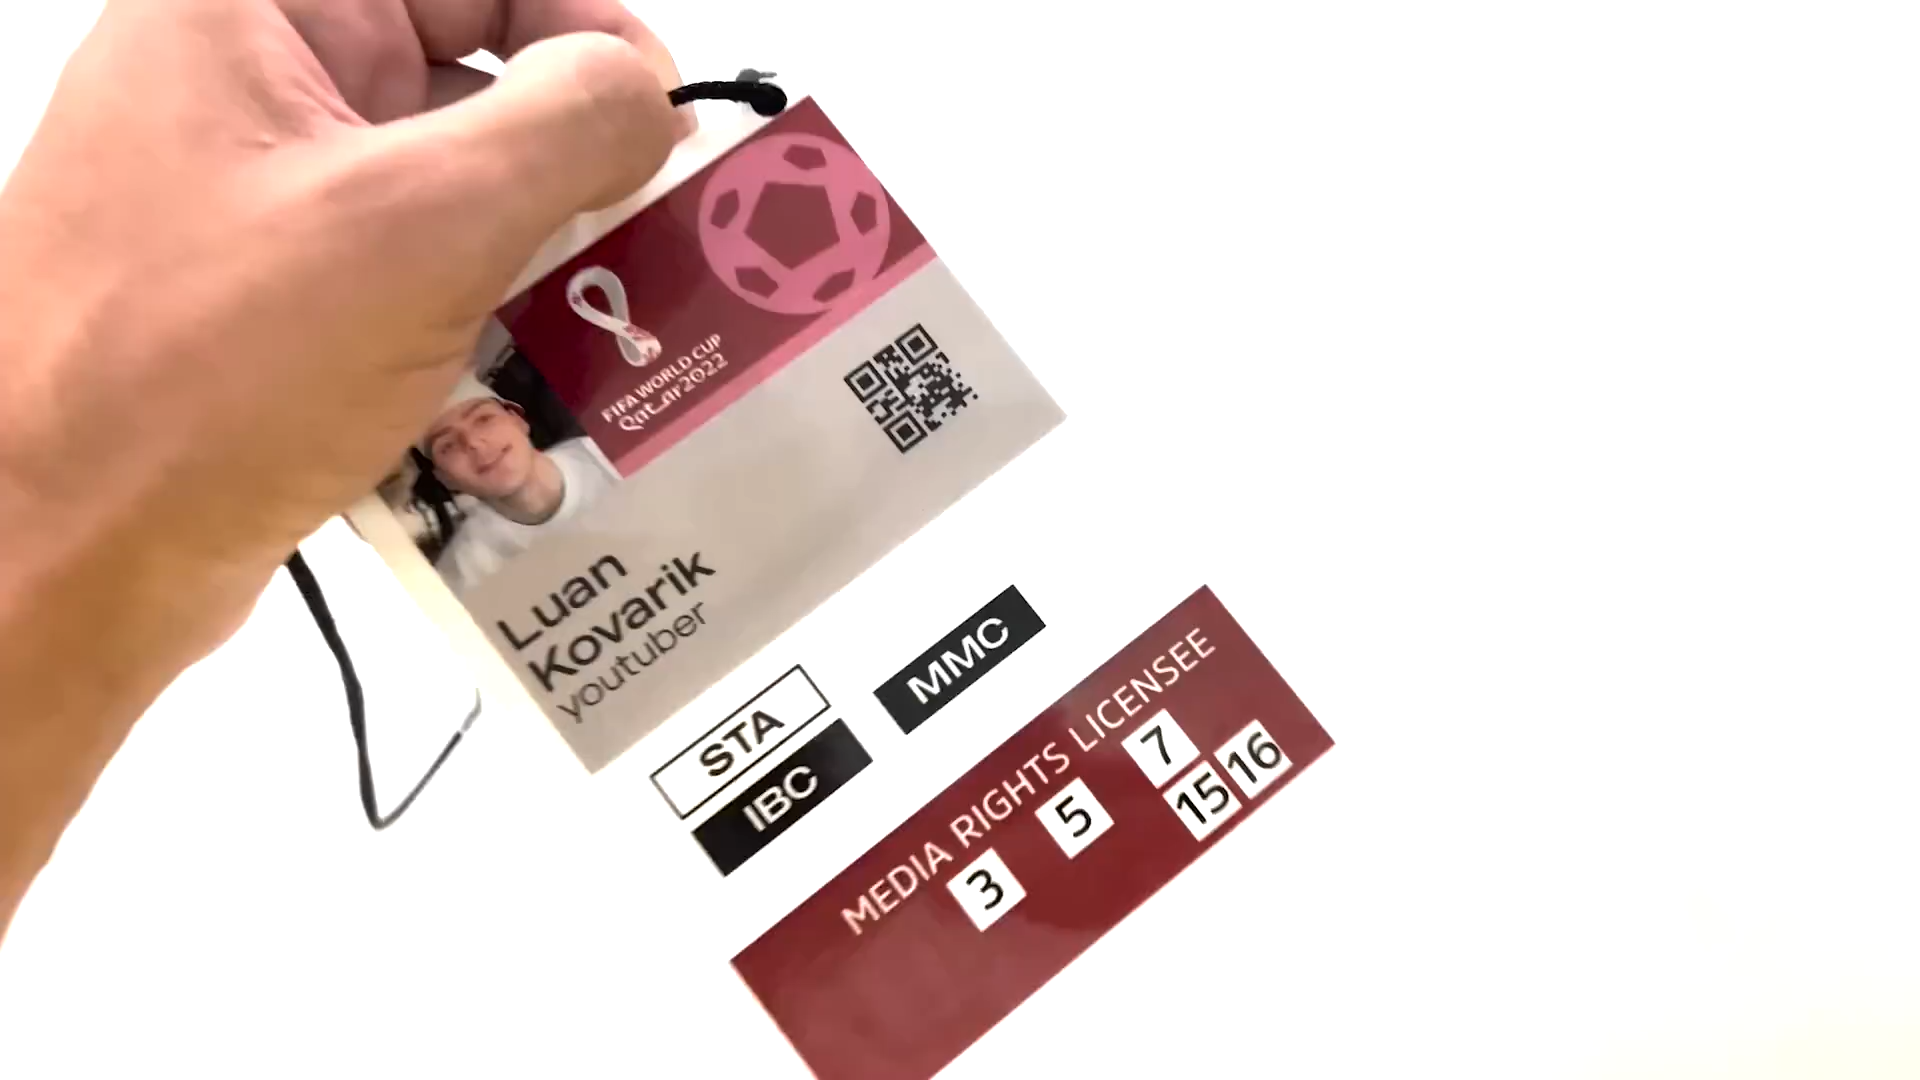 FIFA WORLD CUP
Qatar2022
Luan
Kovarik
youtuber
STA
MMC
IBC
MEDIA RIGHTS LICENSEE
3 5 7
15 16